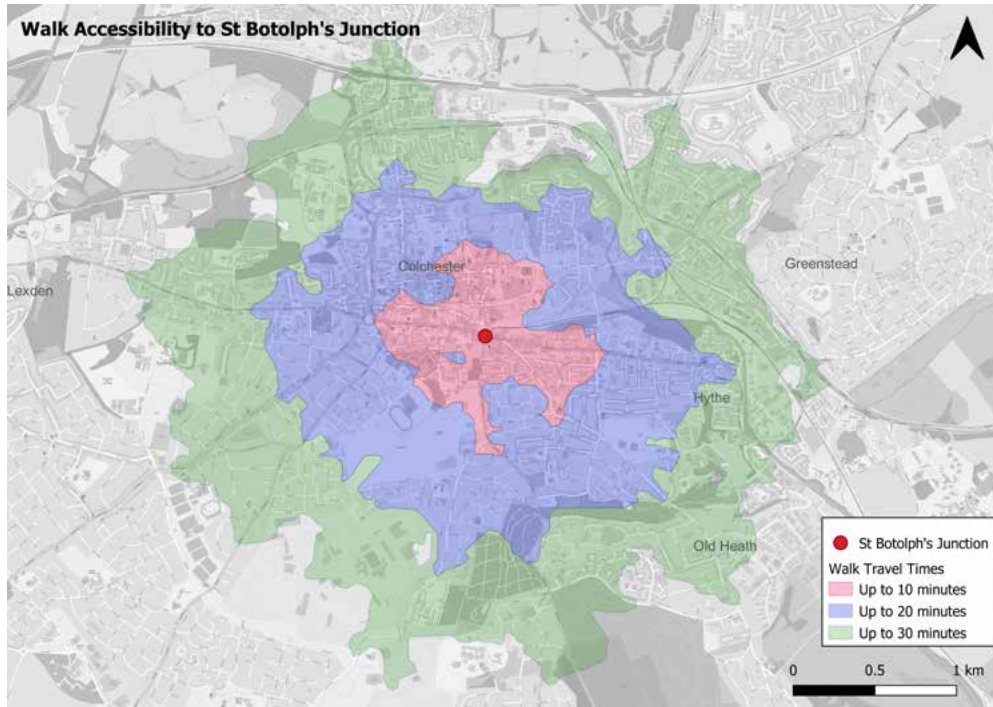 Walk Accessibility to St Botolph's Junction
Colchester
Greenstead
Lexden
Hythe
Old Heath
St Botolph's Junction
Walk Travel Times
Up to 10 minutes
Up to 20 minutes
Up to 30 minutes
0 0.5 1 km